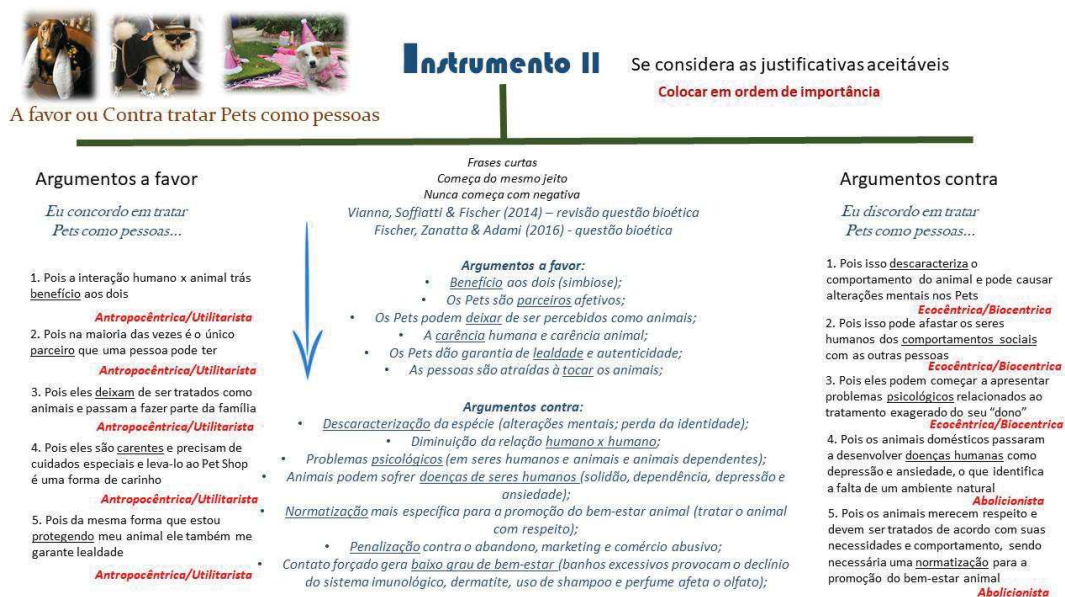 Instrumento II
Se considera as justificativas aceitáveis
Colocar em ordem de importância
A favor ou Contra tratar Pets como pessoas
Argumentos a favor
Eu concordo em tratar
Pets como pessoas...
1. Pois a interação humano x animal trás
benefício aos dois
Antropocêntrica/Utilitarista
2. Pois na maioria das vezes é o único
parceiro que uma pessoa pode ter
Antropocêntrica/Utilitarista
3. Pois eles deixam de ser tratados como
animais e passam a fazer parte da família
Antropocêntrica/Utilitarista
4. Pois eles são carentes e precisam de
cuidados especiais e leva-lo ao Pet Shop
é uma forma de carinho
Antropocêntrica/Utilitarista
5. Pois da mesma forma que estou
protegendo meu animal ele também me
garante lealdade
Antropocêntrica/Utilitarista
Frases curtas
Começa do mesmo jeito
Nunca começa com negativa
Vianna, Soffiatti & Fischer (2014) – revisão questão bioética
Fischer, Zanatta & Adami (2016) - questão bioética
Argumentos a favor:
• Benefício aos dois (simbiose);
• Os Pets são parceiros afetivos;
• Os Pets podem deixar de ser percebidos como animais;
• A carência humana e carência animal;
• Os Pets dão garantia de lealdade e autenticidade;
• As pessoas são atraídas à tocar os animais;
Argumentos contra:
• Descaracterização da espécie (alterações mentais; perda da identidade);
• Diminuição da relação humano x humano;
• Problemas psicológicos (em seres humanos e animais e animais dependentes);
• Animais podem sofrer doenças de seres humanos (solidão, dependência, depressão e
ansiedade);
• Normatização mais específica para a promoção do bem-estar animal (tratar o animal
com respeito);
• Penalização contra o abandono, marketing e comércio abusivo;
• Contato forçado gera baixo grau de bem-estar (banhos excessivos provocam o declínio
do sistema imunológico, dermatite, uso de shampoo e perfume afeta o olfato);
Argumentos contra
Eu discordo em tratar
Pets como pessoas...
1. Pois isso descaracteriza o
comportamento do animal e pode causar
alterações mentais nos Pets
Ecocêntrica/Biocentrica
2. Pois isso pode afastar os seres
humanos dos comportamentos sociais
com as outras pessoas
Ecocêntrica/Biocentrica
3. Pois eles podem começar a apresentar
problemas psicológicos relacionados ao
tratamento exagerado do seu “dono”
Ecocêntrica/Biocentrica
4. Pois os animais domésticos passaram
a desenvolver doenças humanas como
depressão e ansiedade, o que identifica
a falta de um ambiente natural
Abolicionista
5. Pois os animais merecem respeito e
devem ser tratados de acordo com suas
necessidades e comportamento, sendo
necessária uma normatização para a
promoção do bem-estar animal
Abolicionista